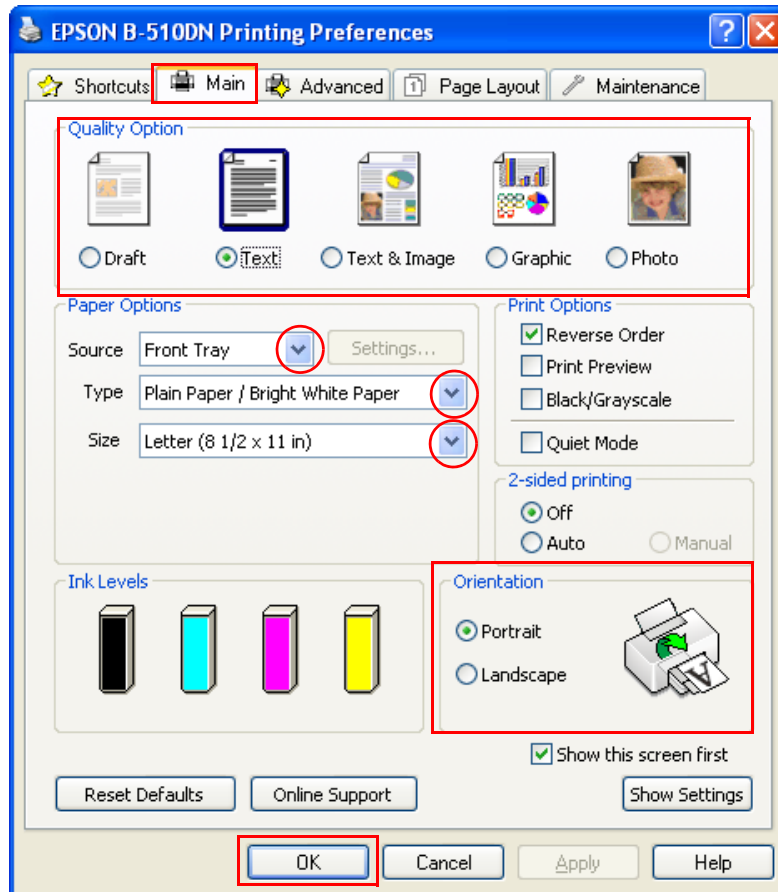 EPSON B-510DN Printing Preferences
Shortcuts Main Advanced 1 Page Layout Maintenance
Quality Option
Draft Text Text & Image Graphic Photo
Paper Options
Source Front Tray Settings...
Type Plain Paper / Bright White Paper
Size Letter (8 1/2 x 11 in)
Print Options
Reverse Order
Print Preview
Black/Grayscale
Quiet Mode
2-sided printing
Off
Auto Manual
Ink Levels
Orientation
Portrait
Landscape
A
Show this screen first
Reset Defaults Online Support Show Settings
OK Cancel Apply Help